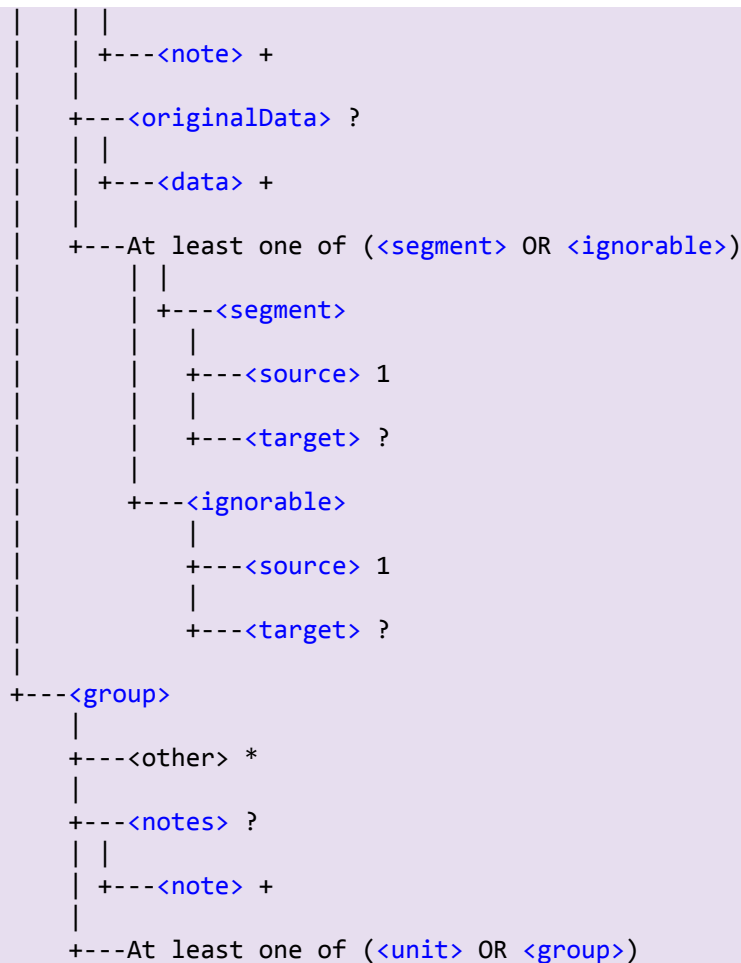 |    | |
|    | +---<note> +
|    |
|    +---<originalData> ?
|    | |
|    | +---<data> +
|    |
|    +---At least one of (<segment> OR <ignorable>)
|        | |
|        | +---<segment>
|        |   |
|        |   +---<source> 1
|        |   |
|        |   +---<target> ?
|        |
|        +---<ignorable>
|            |
|            +---<source> 1
|            |
|            +---<target> ?
|
+---<group>
    |
    +---<other> *
    |
    +---<notes> ?
    | |
    | +---<note> +
    |
    +---At least one of (<unit> OR <group>)